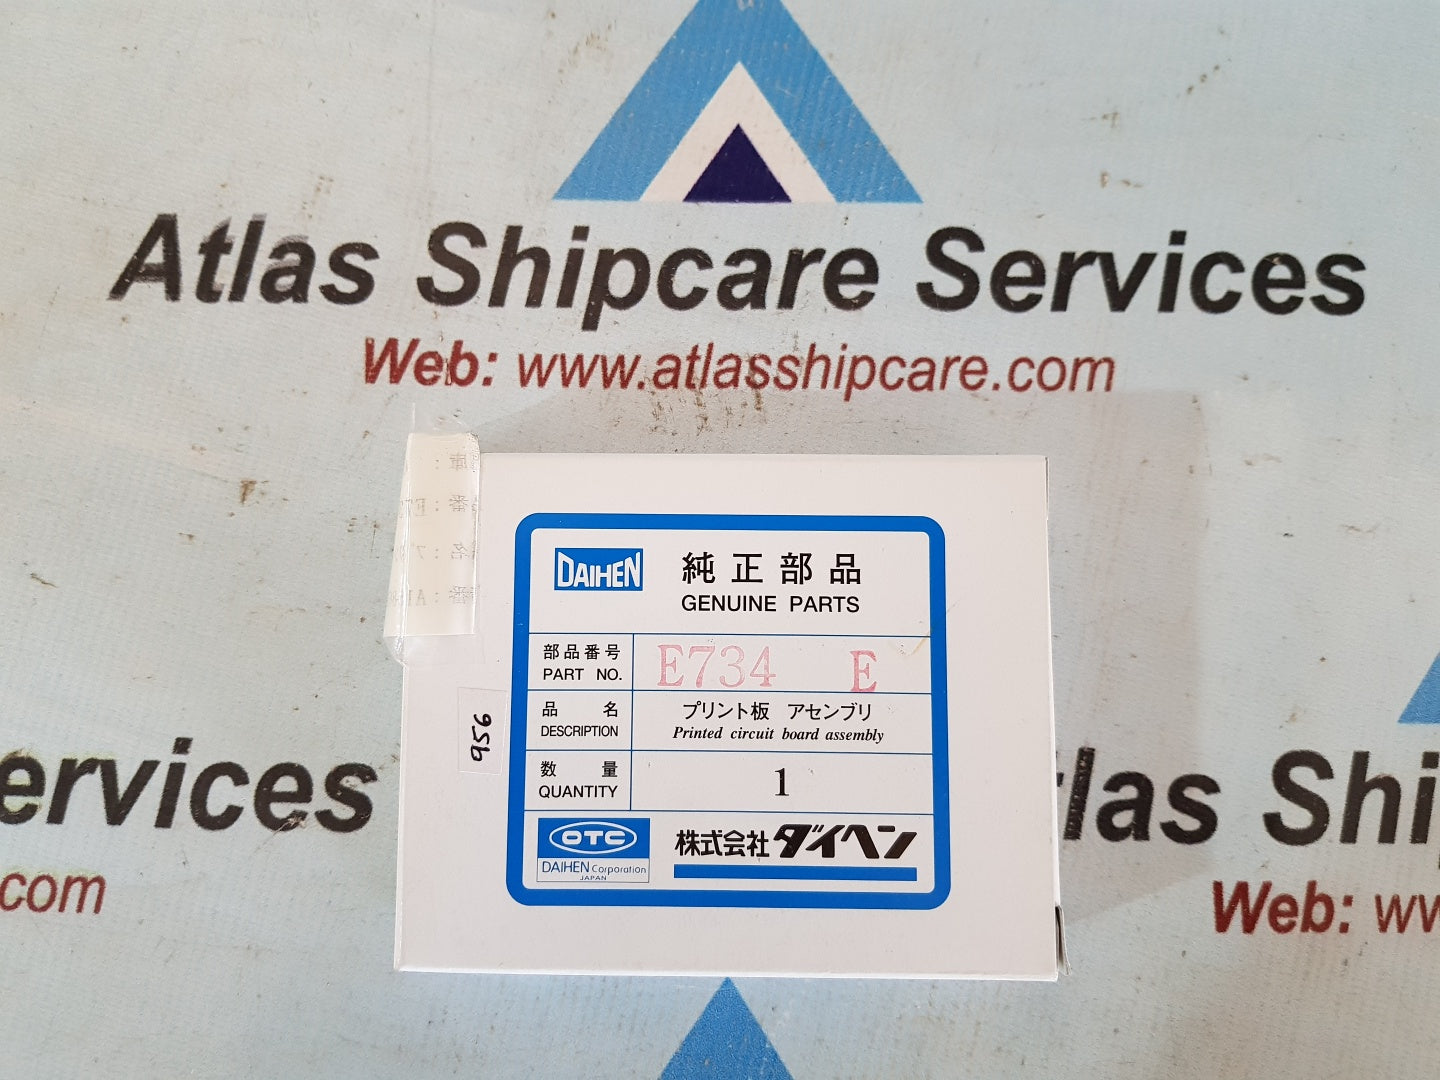 Atlas Shipcare Services
Web: www.atlasshipcare.com
DAIHEN 純正部品
GENUINE PARTS
部品番号
PART NO. E734 E
品名 プリント板 アセンブリ
DESCRIPTION Printed circuit board assembly
数量
QUANTITY 1
OTC
DAIHEN Corporation
JAPAN
株式会社ダイヘン
956
ervices
com
tlas Shi
Web: ww